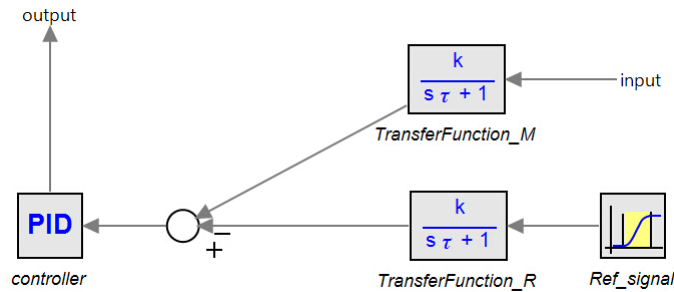 output
k
s τ + 1
input
TransferFunction_M
PID
−
+
k
s τ + 1
controller
TransferFunction_R
Ref_signal